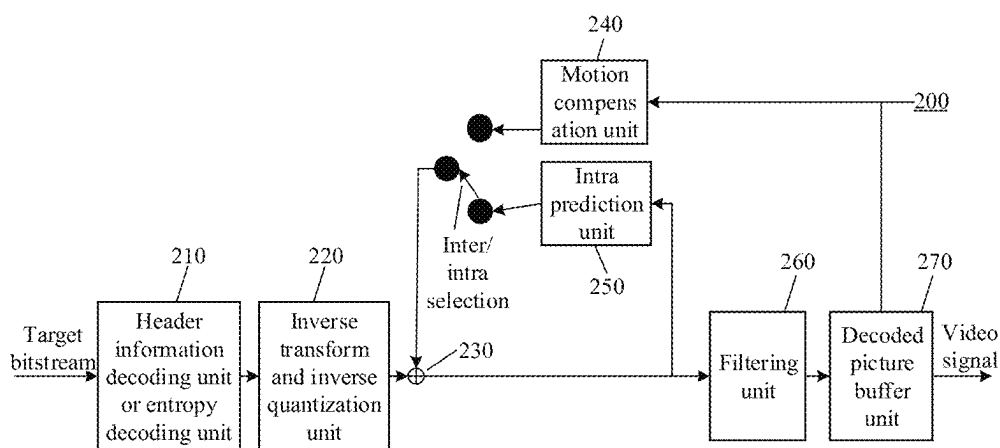 240
Motion
compens
ation unit
200
Intra
prediction
unit
Inter/
intra
selection
250
210
220
260
270
Target
bitstream
Header
information
decoding unit
or entropy
decoding unit
Inverse
transform
and inverse
quantization
unit
230
Filtering
unit
Decoded
picture
buffer
unit
Video
signal